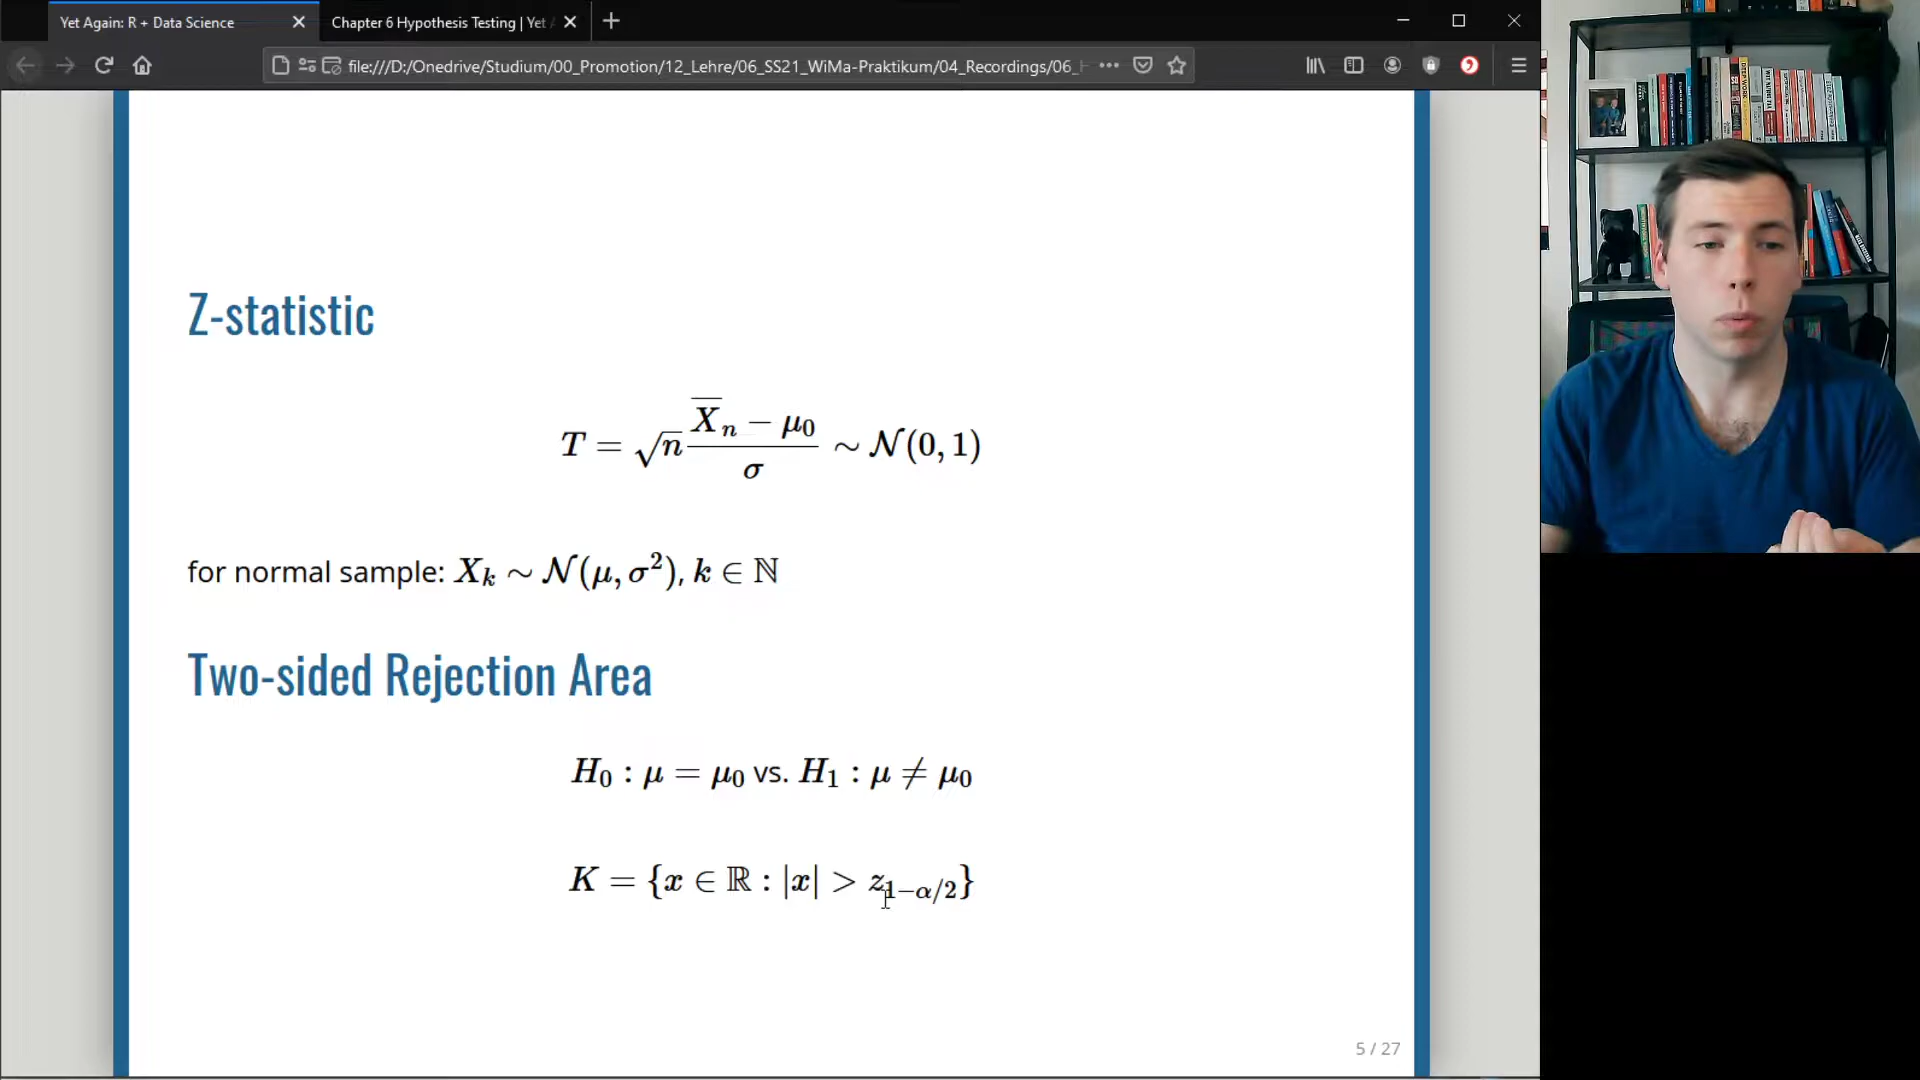 Yet Again: R + Data Science
Chapter 6 Hypothesis Testing | Yet
file:///D:/Onedrive/Studium/00_Promotion/12_Lehre/06_SS21_WiMa-Praktikum/04_Recordings/06_
Z-statistic
T = √n (X̄ₙ − μ₀)/σ ∼ 𝒩(0, 1)
for normal sample: Xₖ ∼ 𝒩(μ, σ²), k ∈ ℕ
Two-sided Rejection Area
H₀ : μ = μ₀ vs. H₁ : μ ≠ μ₀
K = {x ∈ ℝ : |x| > z₁₋α/₂}
5 / 27